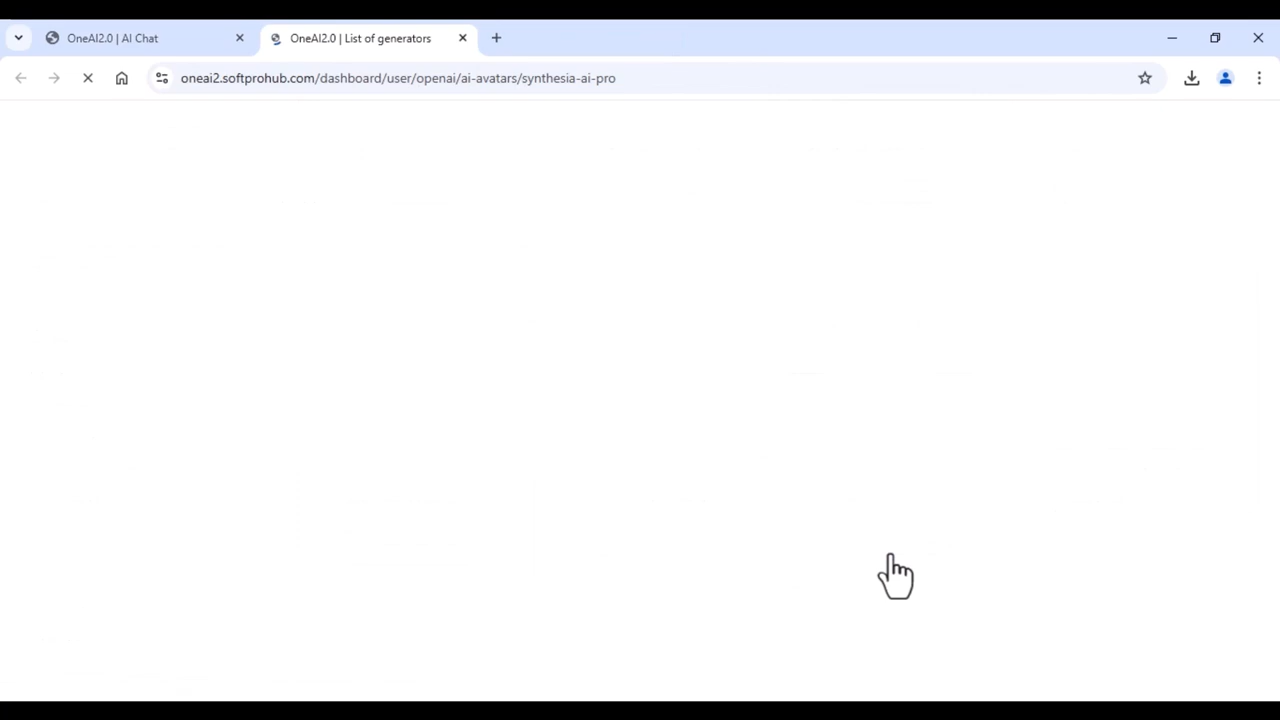 OneAI2.0 | AI Chat
OneAI2.0 | List of generators
oneai2.softprohub.com/dashboard/user/openai/ai-avatars/synthesia-ai-pro